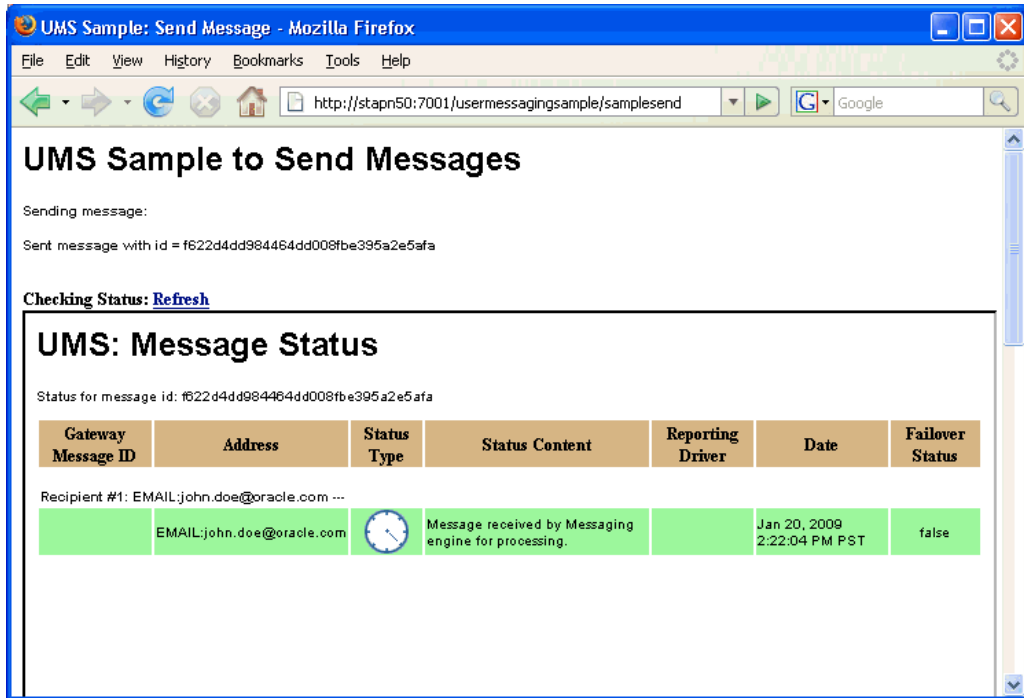 UMS Sample: Send Message - Mozilla Firefox
File Edit View History Bookmarks Tools Help
http://stapn50:7001/usermessagingsample/samplesend
G Google
UMS Sample to Send Messages
Sending message:
Sent message with id = f622d4dd984464dd008fbe395a2e5afa
Checking Status: Refresh
UMS: Message Status
Status for message id: f622d4dd984464dd008fbe395a2e5afa
Gateway Message ID Address Status Type Status Content Reporting Driver Date Failover Status
Recipient #1: EMAIL:john.doe@oracle.com ---
EMAIL:john.doe@oracle.com Message received by Messaging engine for processing. Jan 20, 2009 2:22:04 PM PST false